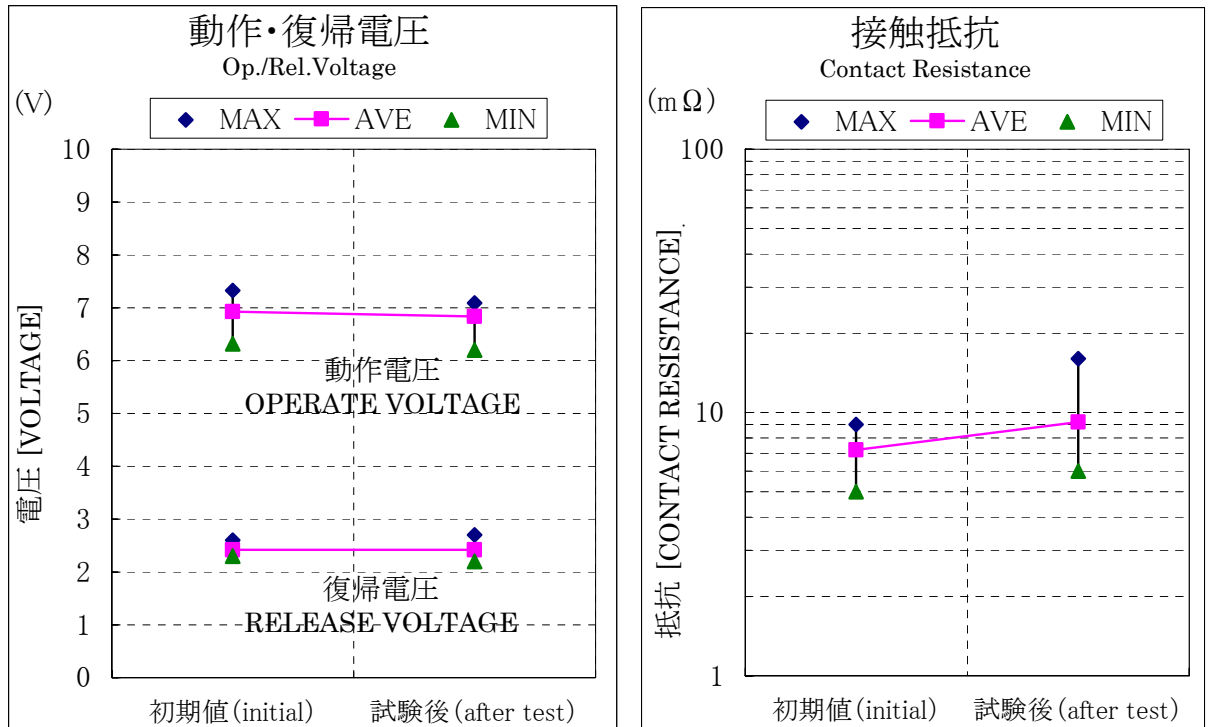 動作・復帰電圧
Op./Rel.Voltage
(V)
MAX AVE MIN
10
9
8
7
6
5
4
3
2
1
0
電圧 [VOLTAGE]
動作電圧
OPERATE VOLTAGE
復帰電圧
RELEASE VOLTAGE
初期値(initial) 試験後(after test)
接触抵抗
Contact Resistance
(mΩ)
MAX AVE MIN
100
10
1
抵抗 [CONTACT RESISTANCE]
初期値(initial) 試験後(after test)